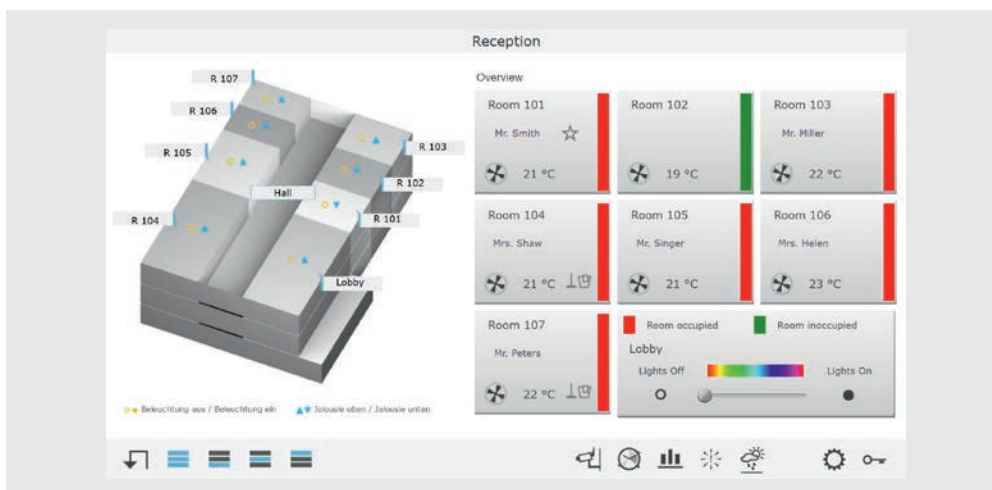 Reception
R 107
R 106
R 105
R 104
Hall
R 103
R 102
R 101
Lobby
Beleuchtung aus / Beleuchtung ein
Jalousie oben / Jalousie unten
Overview
Room 101
Mr. Smith
21 °C
Room 102
19 °C
Room 103
Mr. Miller
22 °C
Room 104
Mrs. Shaw
21 °C
Room 105
Mr. Singer
21 °C
Room 106
Mrs. Helen
23 °C
Room 107
Mr. Peters
22 °C
Room occupied
Room inoccupied
Lobby
Lights Off
Lights On